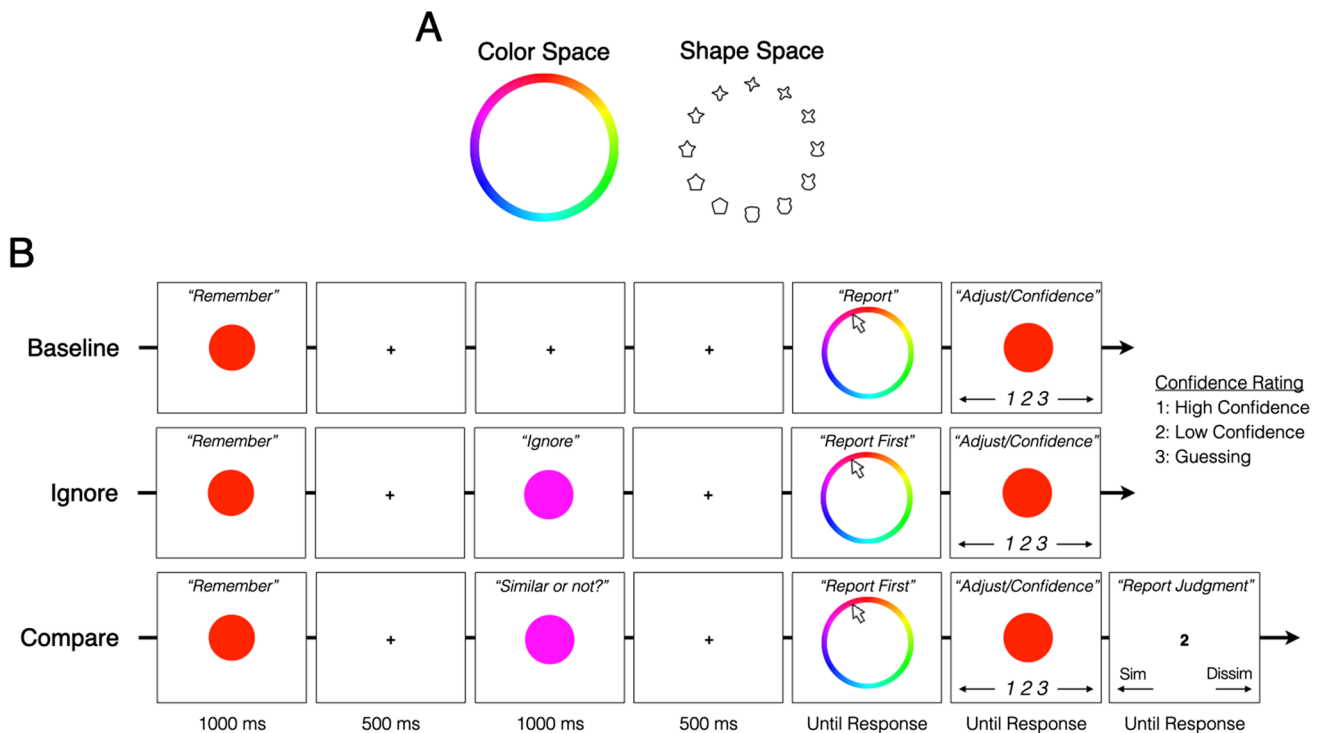 A
Color Space
Shape Space
B
Baseline
“Remember”
+
+
+
“Report”
“Adjust/Confidence”
1 2 3
Confidence Rating
1: High Confidence
2: Low Confidence
3: Guessing
Ignore
“Remember”
+
“Ignore”
+
“Report First”
“Adjust/Confidence”
1 2 3
Compare
“Remember”
+
“Similar or not?”
+
“Report First”
“Adjust/Confidence”
1 2 3
“Report Judgment”
2
Sim
Dissim
1000 ms
500 ms
1000 ms
500 ms
Until Response
Until Response
Until Response